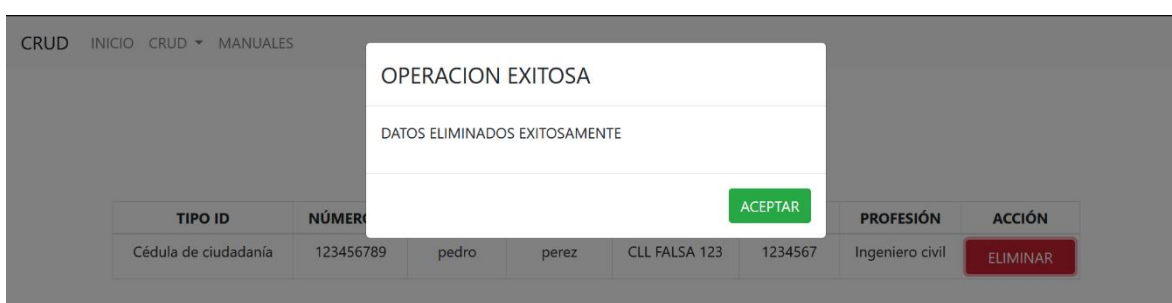 CRUD INICIO CRUD MANUALES
OPERACION EXITOSA
DATOS ELIMINADOS EXITOSAMENTE
ACEPTAR
TIPO ID NÚMERO PROFESIÓN ACCIÓN
Cédula de ciudadanía 123456789 pedro perez CLL FALSA 123 1234567 Ingeniero civil ELIMINAR